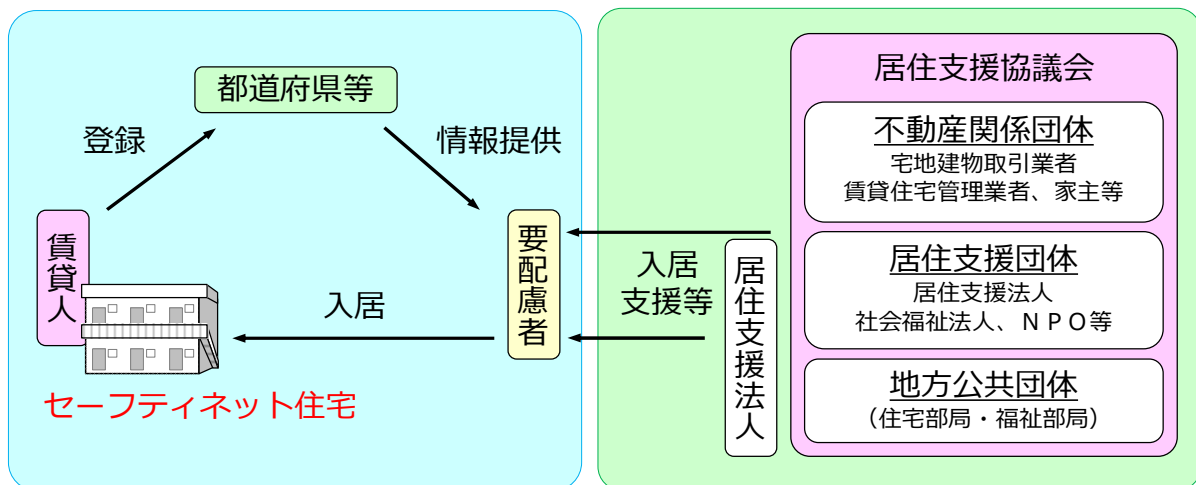 都道府県等
登録
情報提供
賃貸人
要配慮者
入居
セーフティネット住宅
入居
支援等
居住支援法人
居住支援協議会
不動産関係団体
宅地建物取引業者
賃貸住宅管理業者、家主等
居住支援団体
居住支援法人
社会福祉法人、ＮＰＯ等
地方公共団体
（住宅部局・福祉部局）